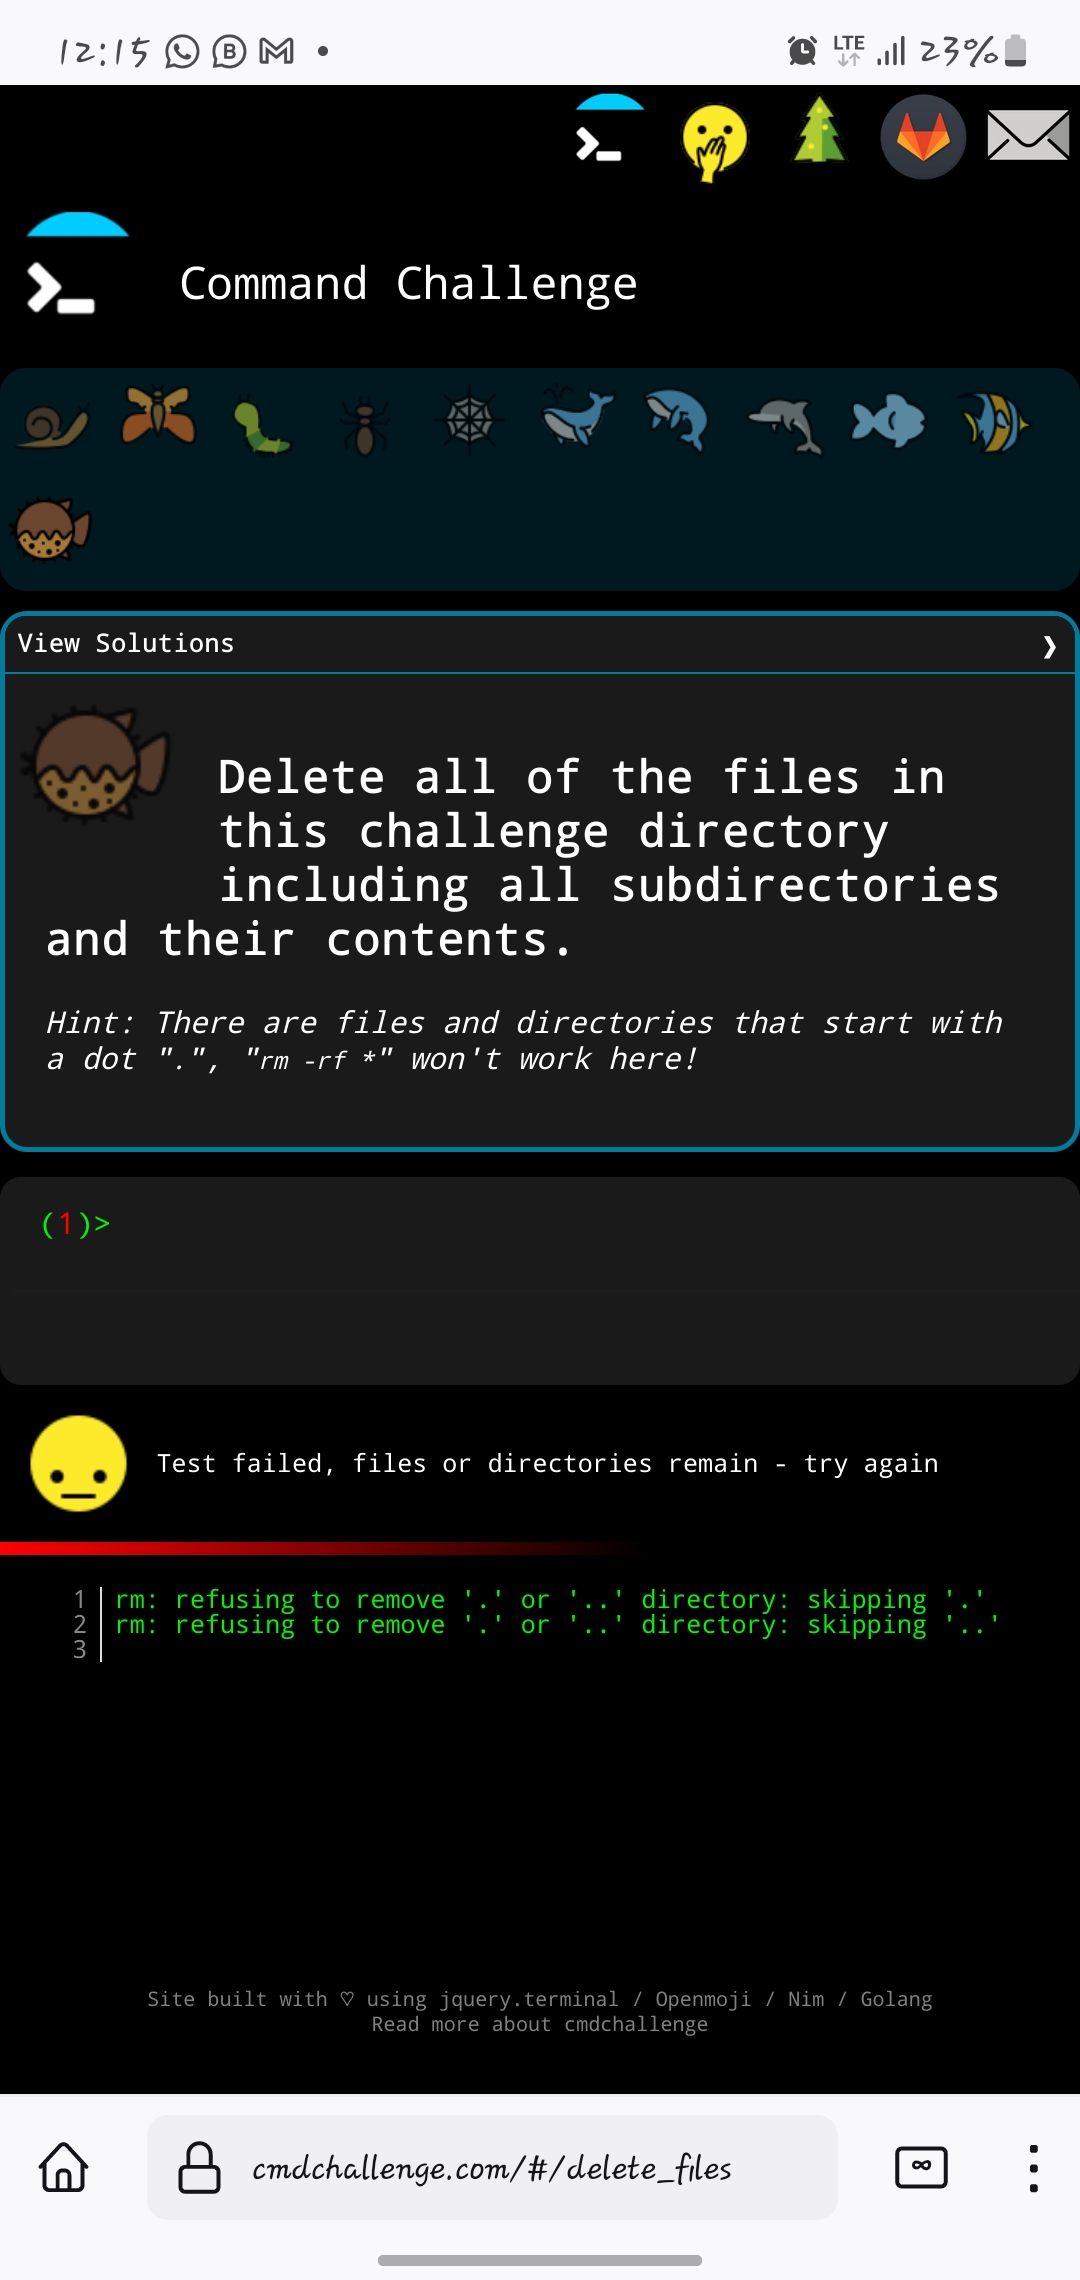 12:15
LTE
23%
Command Challenge
View Solutions
Delete all of the files in
this challenge directory
including all subdirectories
and their contents.
Hint: There are files and directories that start with
a dot ".", "rm -rf *" won't work here!
(1)>
Test failed, files or directories remain - try again
1 rm: refusing to remove '.' or '..' directory: skipping '.'
2 rm: refusing to remove '.' or '..' directory: skipping '..'
3
Site built with ♡ using jquery.terminal / Openmoji / Nim / Golang
Read more about cmdchallenge
cmdchallenge.com/#/delete_files
∞